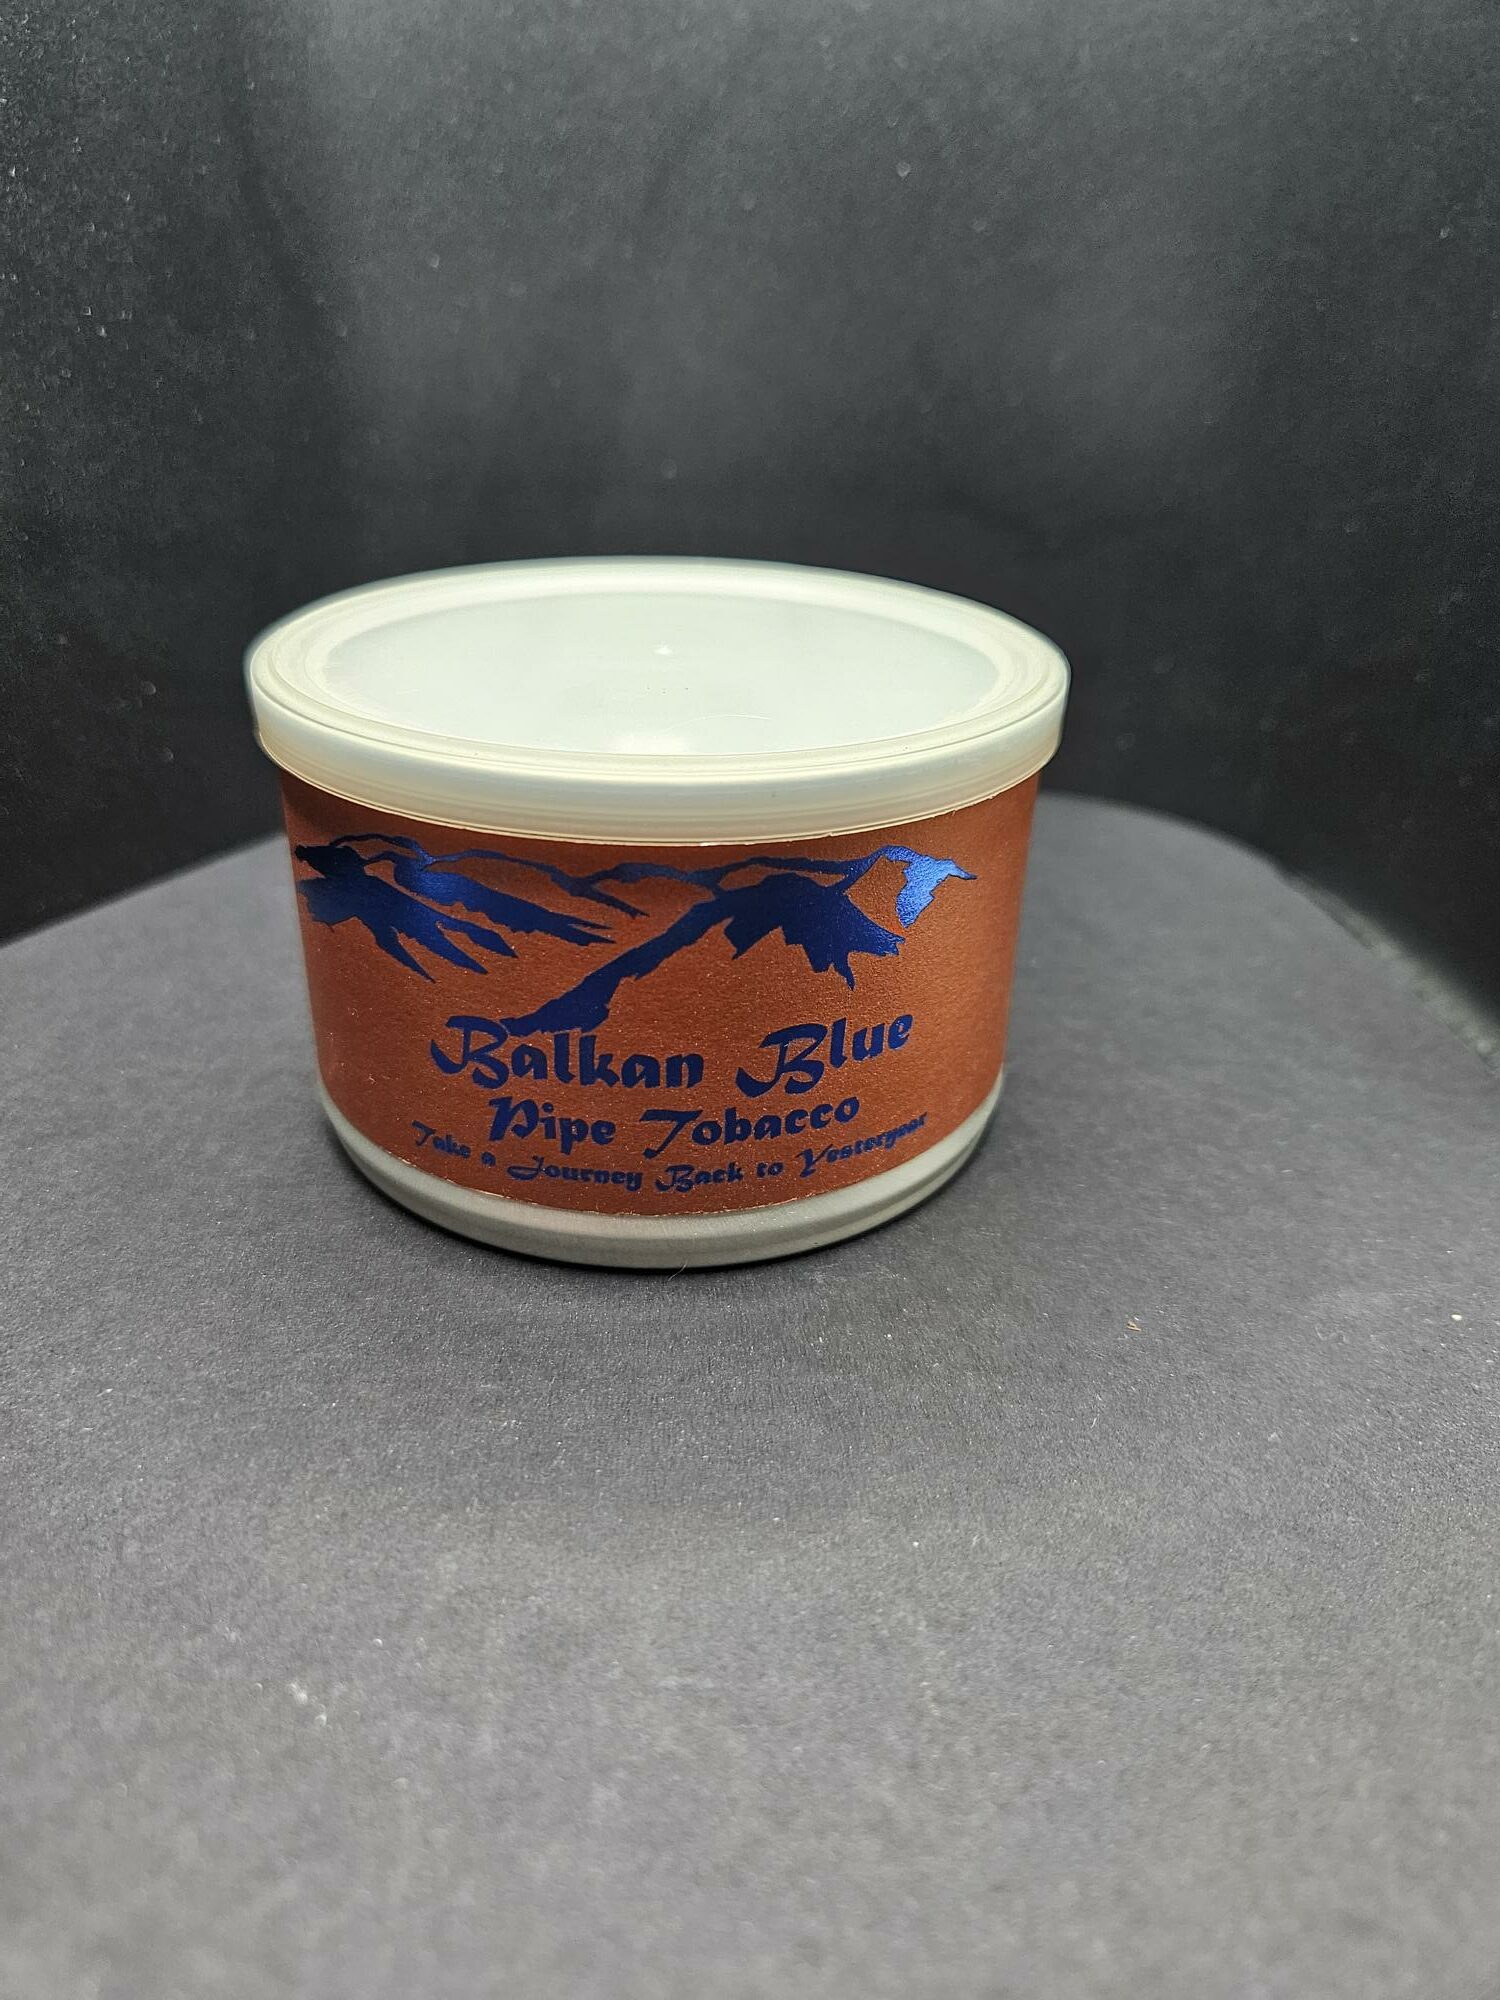 Balkan Blue
Pipe Tobacco
Take a Journey Back to Yesteryear